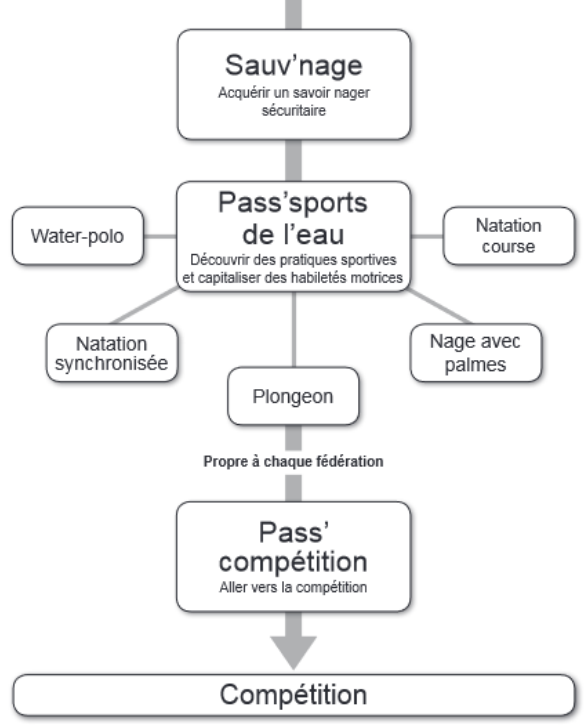 Sauv'nage
Acquérir un savoir nager
sécuritaire
Pass'sports
de l'eau
Découvrir des pratiques sportives
et capitaliser des habiletés motrices
Water-polo
Natation
course
Natation
synchronisée
Nage avec
palmes
Plongeon
Propre à chaque fédération
Pass'
compétition
Aller vers la compétition
Compétition